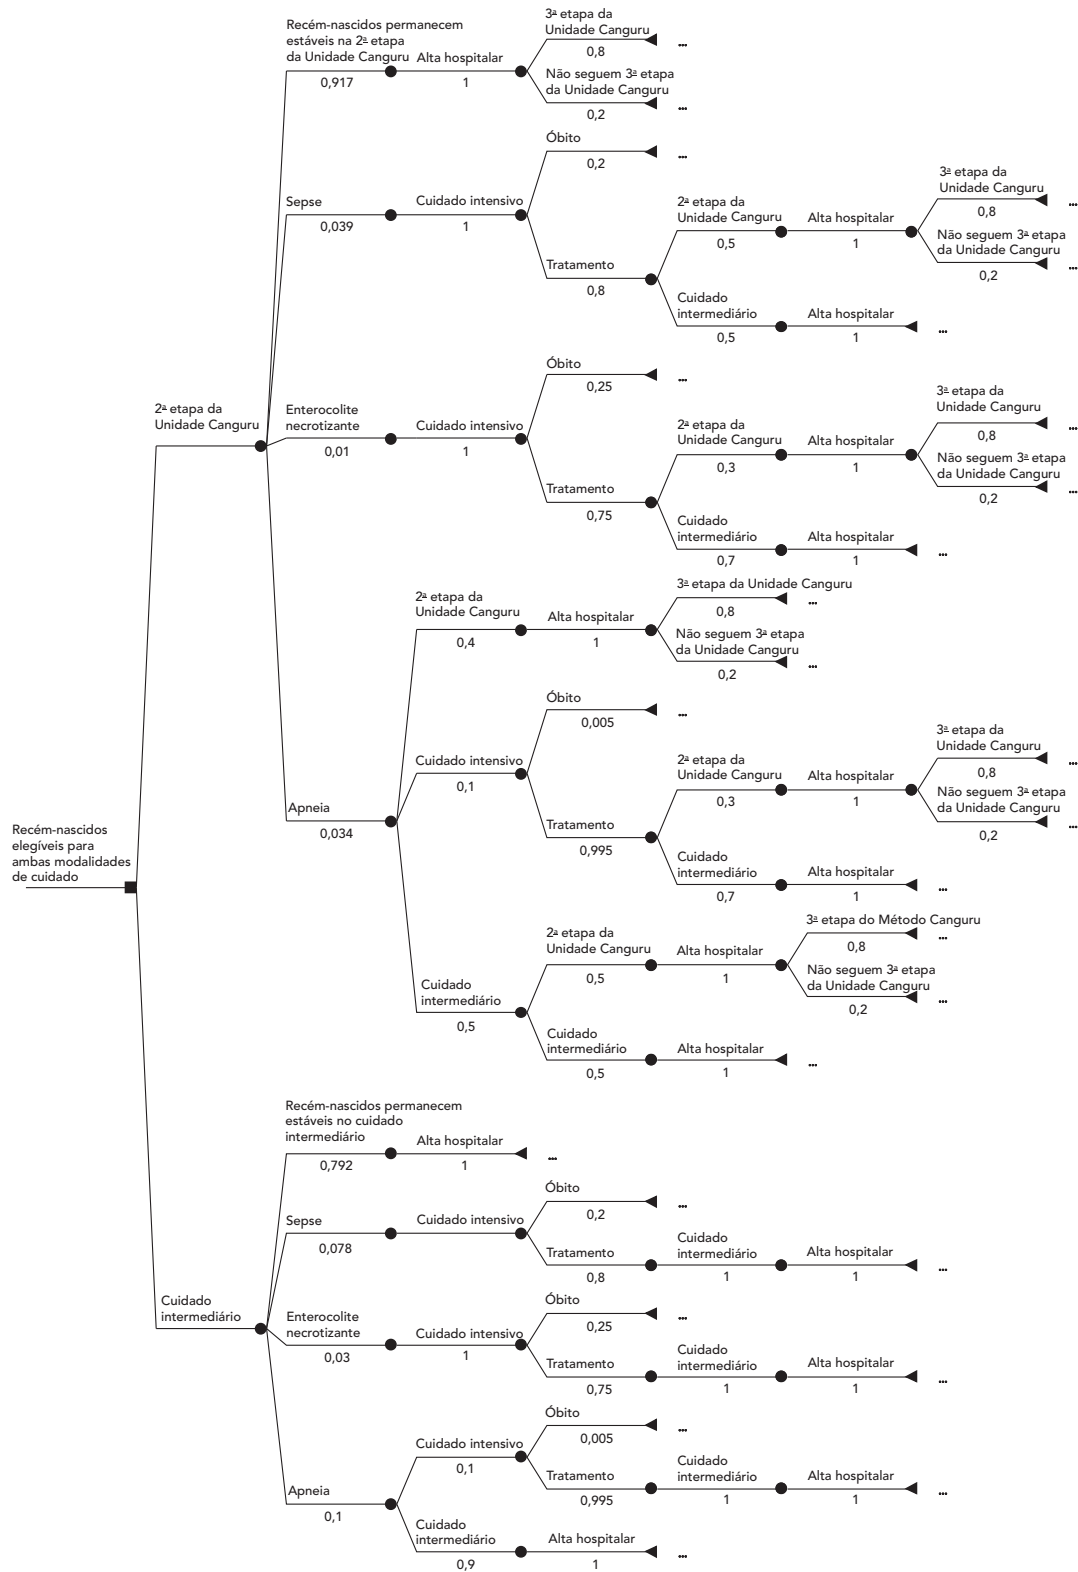 Recém-nascidos permanecem
estáveis na 2ª etapa
da Unidade Canguru
0,917
Alta hospitalar
1
3ª etapa da
Unidade Canguru
0,8
...
Não seguem 3ª etapa
da Unidade Canguru
0,2
...
Sepse
0,039
Cuidado intensivo
1
Óbito
0,2
...
Tratamento
0,8
2ª etapa da
Unidade Canguru
0,5
Alta hospitalar
1
3ª etapa da
Unidade Canguru
0,8
...
Não seguem 3ª etapa
da Unidade Canguru
0,2
...
Cuidado
intermediário
0,5
Alta hospitalar
1
...
2ª etapa da
Unidade Canguru
Enterocolite
necrotizante
0,01
Cuidado intensivo
1
Óbito
0,25
...
Tratamento
0,75
2ª etapa da
Unidade Canguru
0,3
Alta hospitalar
1
3ª etapa da
Unidade Canguru
0,8
...
Não seguem 3ª etapa
da Unidade Canguru
0,2
...
Cuidado
intermediário
0,7
Alta hospitalar
1
...
Apneia
0,034
2ª etapa da
Unidade Canguru
0,4
Alta hospitalar
1
3ª etapa da Unidade Canguru
0,8
...
Não seguem 3ª etapa
da Unidade Canguru
0,2
...
Cuidado intensivo
0,1
Óbito
0,005
...
Tratamento
0,995
2ª etapa da
Unidade Canguru
0,3
Alta hospitalar
1
3ª etapa da
Unidade Canguru
0,8
...
Não seguem 3ª etapa
da Unidade Canguru
0,2
...
Cuidado
intermediário
0,7
Alta hospitalar
1
...
Cuidado
intermediário
0,5
2ª etapa da
Unidade Canguru
0,5
Alta hospitalar
1
3ª etapa do Método Canguru
0,8
...
Não seguem 3ª etapa
da Unidade Canguru
0,2
...
Cuidado
intermediário
0,5
Alta hospitalar
1
...
Recém-nascidos
elegíveis para
ambas modalidades
de cuidado
Cuidado
intermediário
Recém-nascidos permanecem
estáveis no cuidado
intermediário
0,792
Alta hospitalar
1
...
Sepse
0,078
Cuidado intensivo
1
Óbito
0,2
...
Tratamento
0,8
Cuidado
intermediário
1
Alta hospitalar
1
...
Enterocolite
necrotizante
0,03
Cuidado intensivo
1
Óbito
0,25
...
Tratamento
0,75
Cuidado
intermediário
1
Alta hospitalar
1
...
Apneia
0,1
Cuidado intensivo
0,1
Óbito
0,005
...
Tratamento
0,995
Cuidado
intermediário
1
Alta hospitalar
1
...
Cuidado
intermediário
0,9
Alta hospitalar
1
...